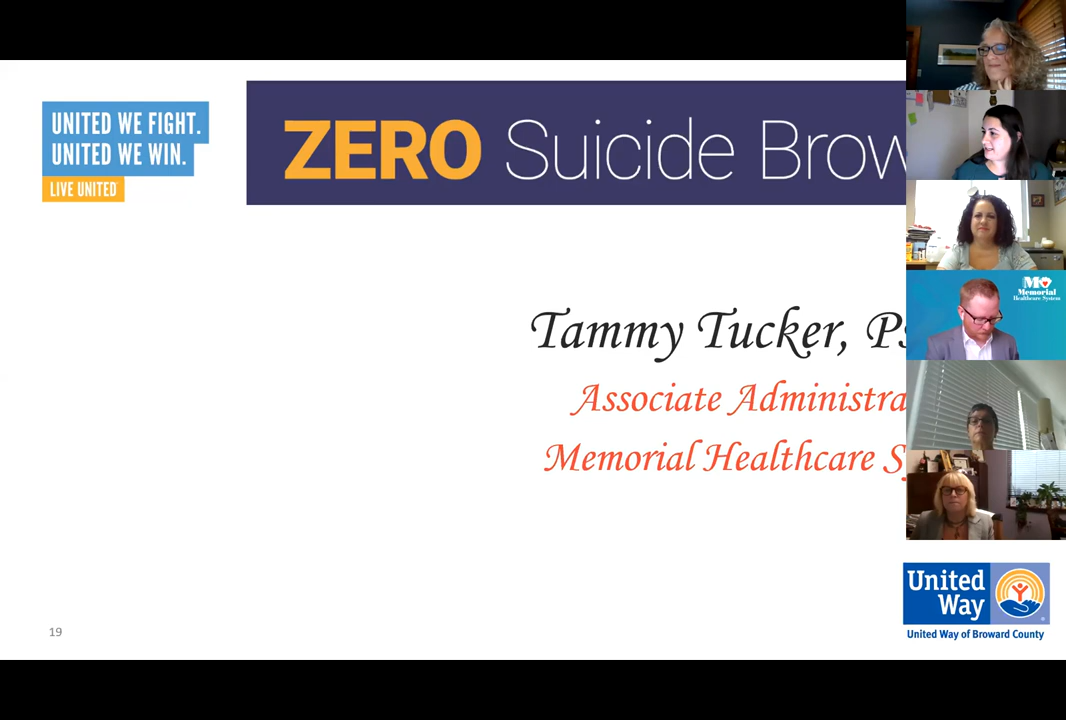 UNITED WE FIGHT.
UNITED WE WIN.
LIVE UNITED
ZERO Suicide Brow
Tammy Tucker, Ps
Associate Administra
Memorial Healthcare S
Memorial
Healthcare System
United
Way
United Way of Broward County
19